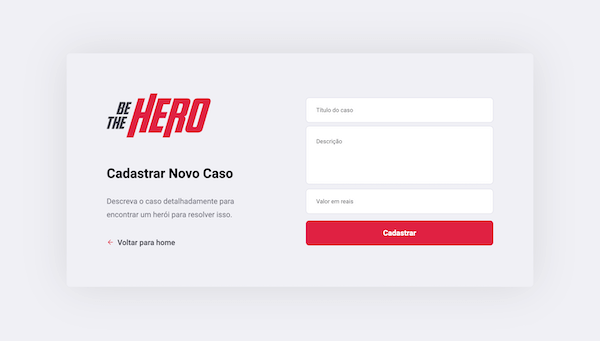 BE
THE HERO
Cadastrar Novo Caso
Descreva o caso detalhadamente para
encontrar um herói para resolver isso.
Voltar para home
Título do caso
Descrição
Valor em reais
Cadastrar